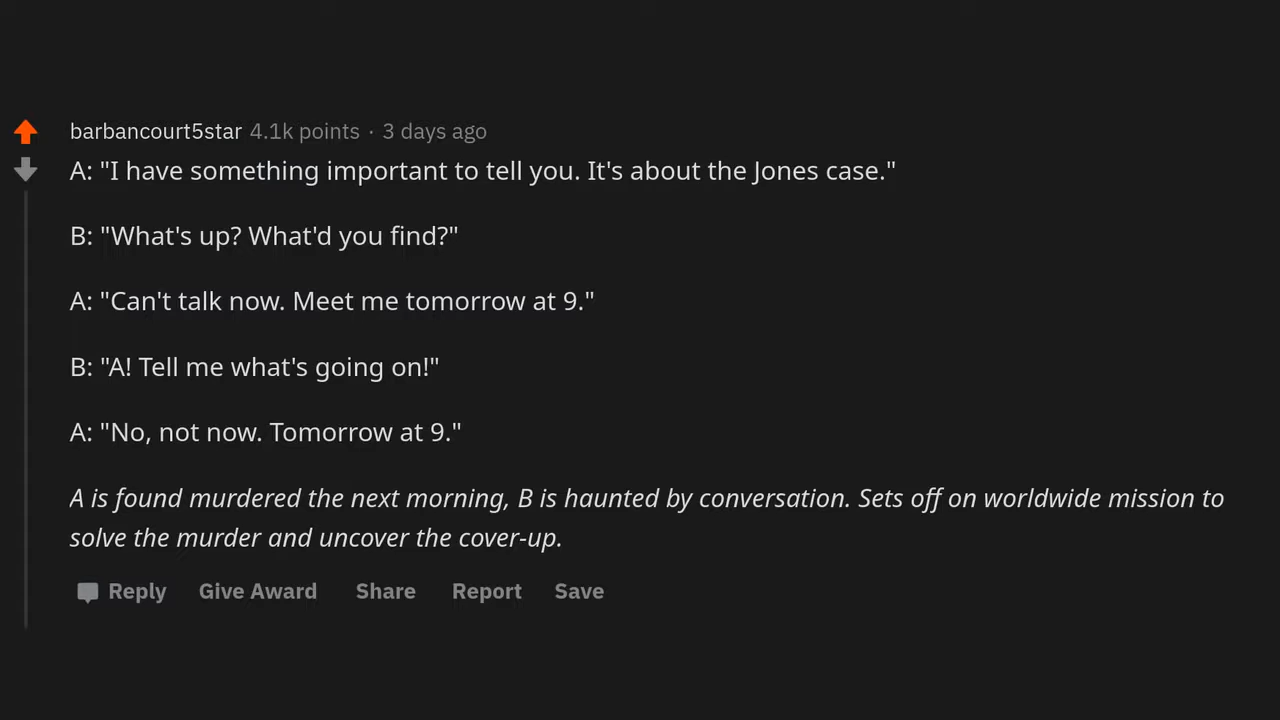 barbancourt5star 4.1k points · 3 days ago
A: "I have something important to tell you. It's about the Jones case."
B: "What's up? What'd you find?"
A: "Can't talk now. Meet me tomorrow at 9."
B: "A! Tell me what's going on!"
A: "No, not now. Tomorrow at 9."
A is found murdered the next morning, B is haunted by conversation. Sets off on worldwide mission to
solve the murder and uncover the cover-up.
Reply Give Award Share Report Save